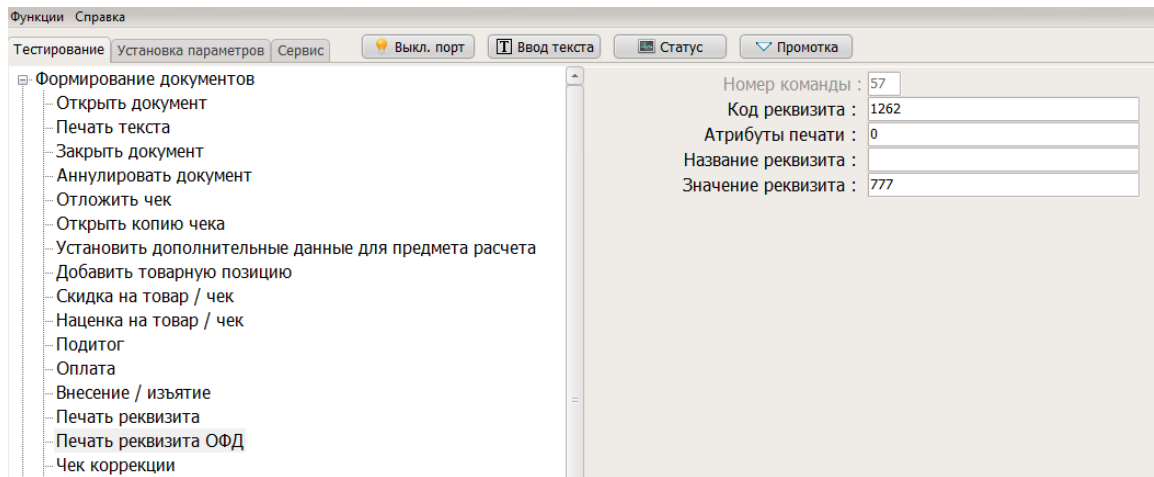 Функции Справка
Тестирование Установка параметров Сервис Выкл. порт T Ввод текста Статус Промотка
Формирование документов
Открыть документ
Печать текста
Закрыть документ
Аннулировать документ
Отложить чек
Открыть копию чека
Установить дополнительные данные для предмета расчета
Добавить товарную позицию
Скидка на товар / чек
Наценка на товар / чек
Подитог
Оплата
Внесение / изъятие
Печать реквизита
Печать реквизита ОФД
Чек коррекции
Номер команды : 57
Код реквизита : 1262
Атрибуты печати : 0
Название реквизита :
Значение реквизита : 777